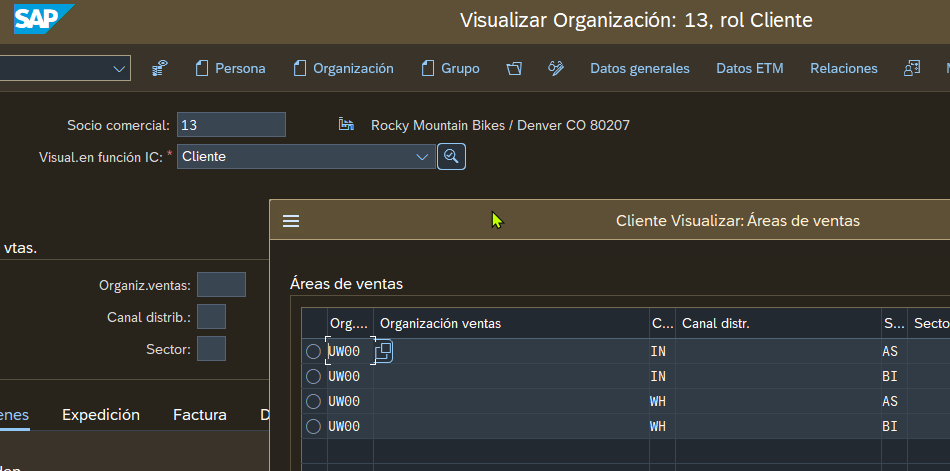 SAP
Visualizar Organización: 13, rol Cliente
Persona Organización Grupo Datos generales Datos ETM Relaciones
Socio comercial: 13 Rocky Mountain Bikes / Denver CO 80207
Visual.en función IC: * Cliente
Cliente Visualizar: Áreas de ventas
vtas.
Áreas de ventas
Organiz.ventas:
Canal distrib.:
Sector:
Org.... Organización ventas C... Canal distr. S... Secto
UW00 IN AS
UW00 IN BI
UW00 WH AS
UW00 WH BI
enes Expedición Factura D